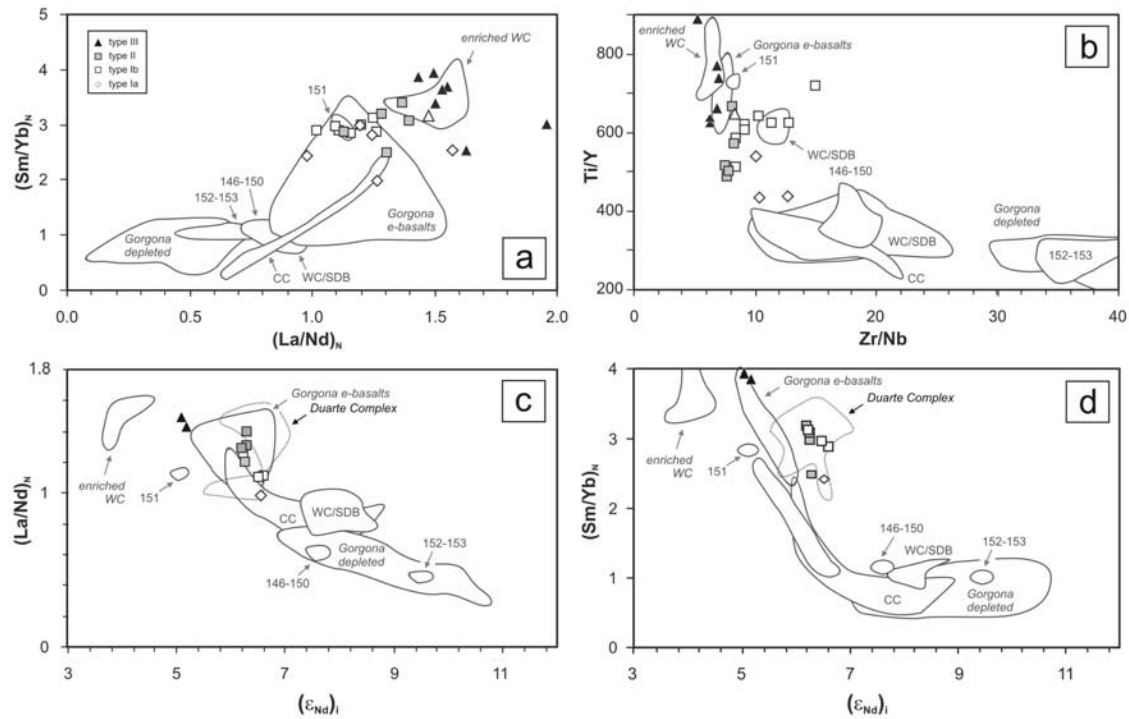 5
4
3
2
1
0
(Sm/Yb)N
type III
type II
type Ib
type Ia
151
enriched WC
146-150
152-153
Gorgona
depleted
Gorgona
e-basalts
CC
WC/SDB
a
0.0
0.5
1.0
1.5
2.0
(La/Nd)N
800
600
400
200
Ti/Y
enriched
WC
Gorgona e-basalts
151
b
WC/SDB
146-150
Gorgona
depleted
WC/SDB
152-153
CC
0
10
20
30
40
Zr/Nb
1.8
1
0
(La/Nd)N
Gorgona e-basalts
Duarte Complex
c
enriched
WC
151
CC
WC/SDB
Gorgona
depleted
152-153
146-150
3
5
7
9
11
(εNd)i
4
3
2
1
0
(Sm/Yb)N
Gorgona e-basalts
Duarte Complex
d
enriched
WC
151
146-150
WC/SDB
152-153
CC
Gorgona
depleted
3
5
7
9
11
(εNd)i